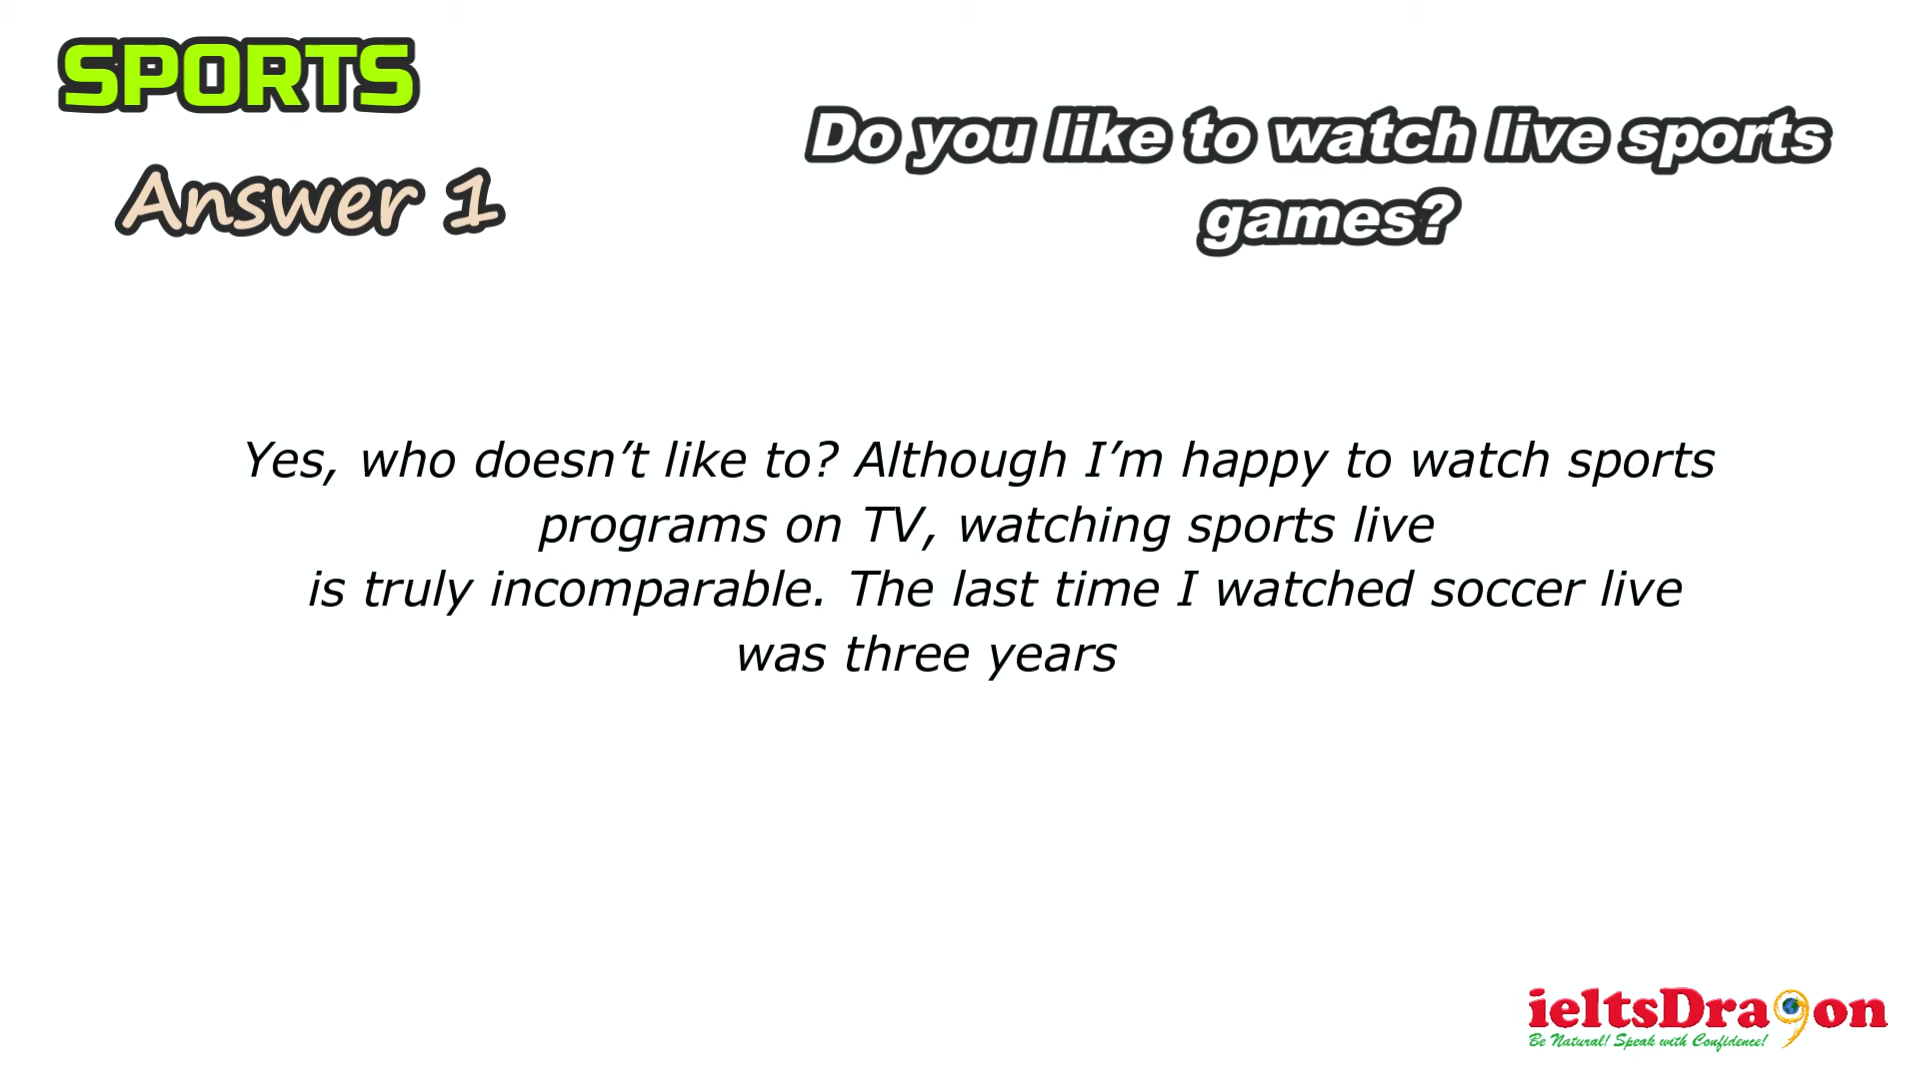 SPORTS
Answer 1
Do you like to watch live sports
games?
Yes, who doesn’t like to? Although I’m happy to watch sports
programs on TV, watching sports live
is truly incomparable. The last time I watched soccer live
was three years
ieltsDra9on
Be Natural! Speak with Confidence!